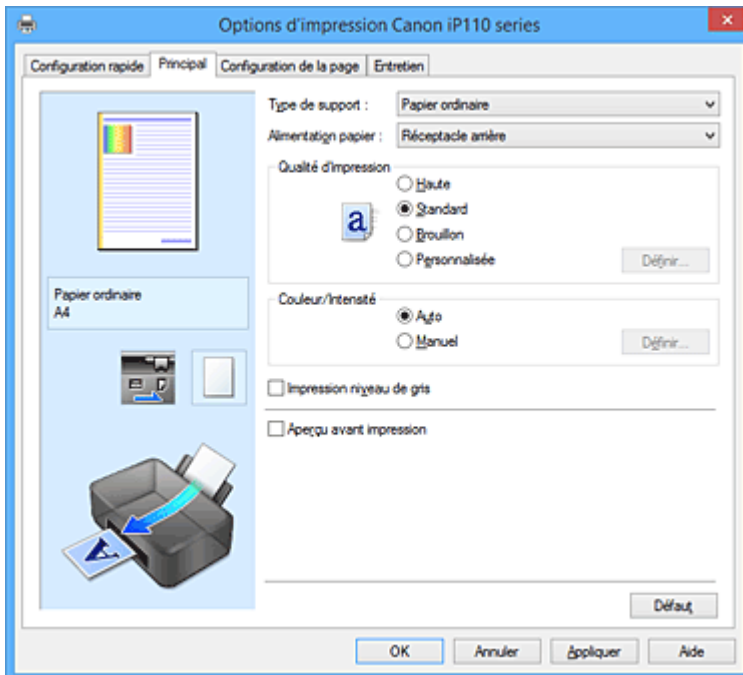 Options d'impression Canon iP110 series
Configuration rapide Principal Configuration de la page Entretien
Type de support : Papier ordinaire
Alimentation papier : Réceptacle arrière
Qualité d'impression
Haute
Standard
Brouillon
Personnalisée Définir...
Papier ordinaire
A4
Couleur/Intensité
Auto
Manuel Définir...
Impression niveau de gris
Aperçu avant impression
Défaut
OK Annuler Appliquer Aide